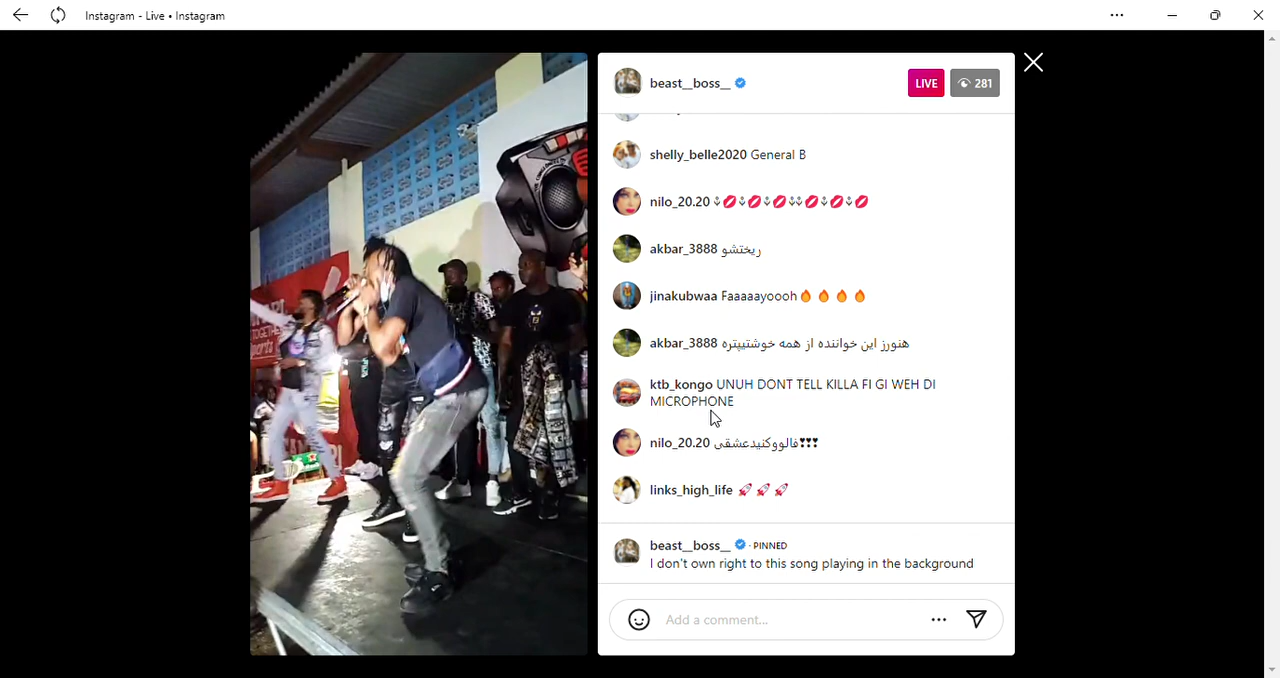 Instagram - Live • Instagram
beast__boss__
LIVE
281
shelly_belle2020 General B
nilo_20.20
akbar_3888 ریختشو
jinakubwaa Faaaaayoooh🔥 🔥 🔥 🔥
akbar_3888 هنورز این خواننده از همه خوشتیپتره
ktb_kongo UNUH DONT TELL KILLA FI GI WEH DI
MICROPHONE
nilo_20.20 فالووکنیدعشقی❣❣❣
links_high_life 🚀 🚀 🚀
beast__boss__ · PINNED
I don't own right to this song playing in the background
Add a comment...